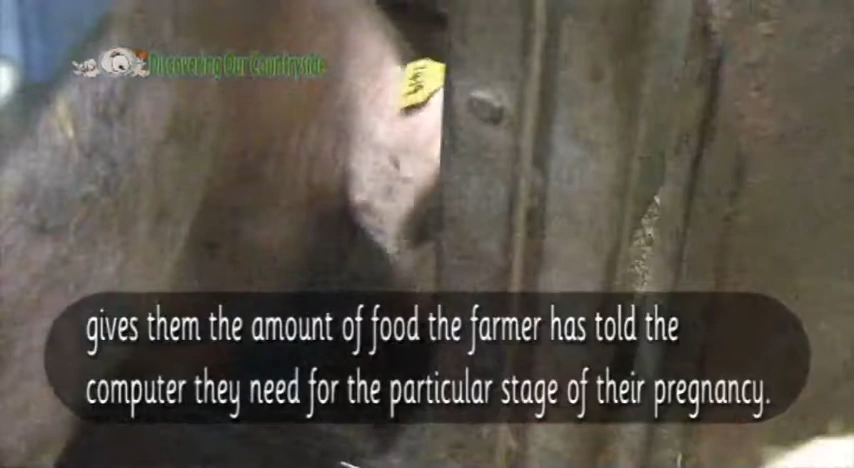 Discovering Our Countryside
gives them the amount of food the farmer has told the
computer they need for the particular stage of their pregnancy.